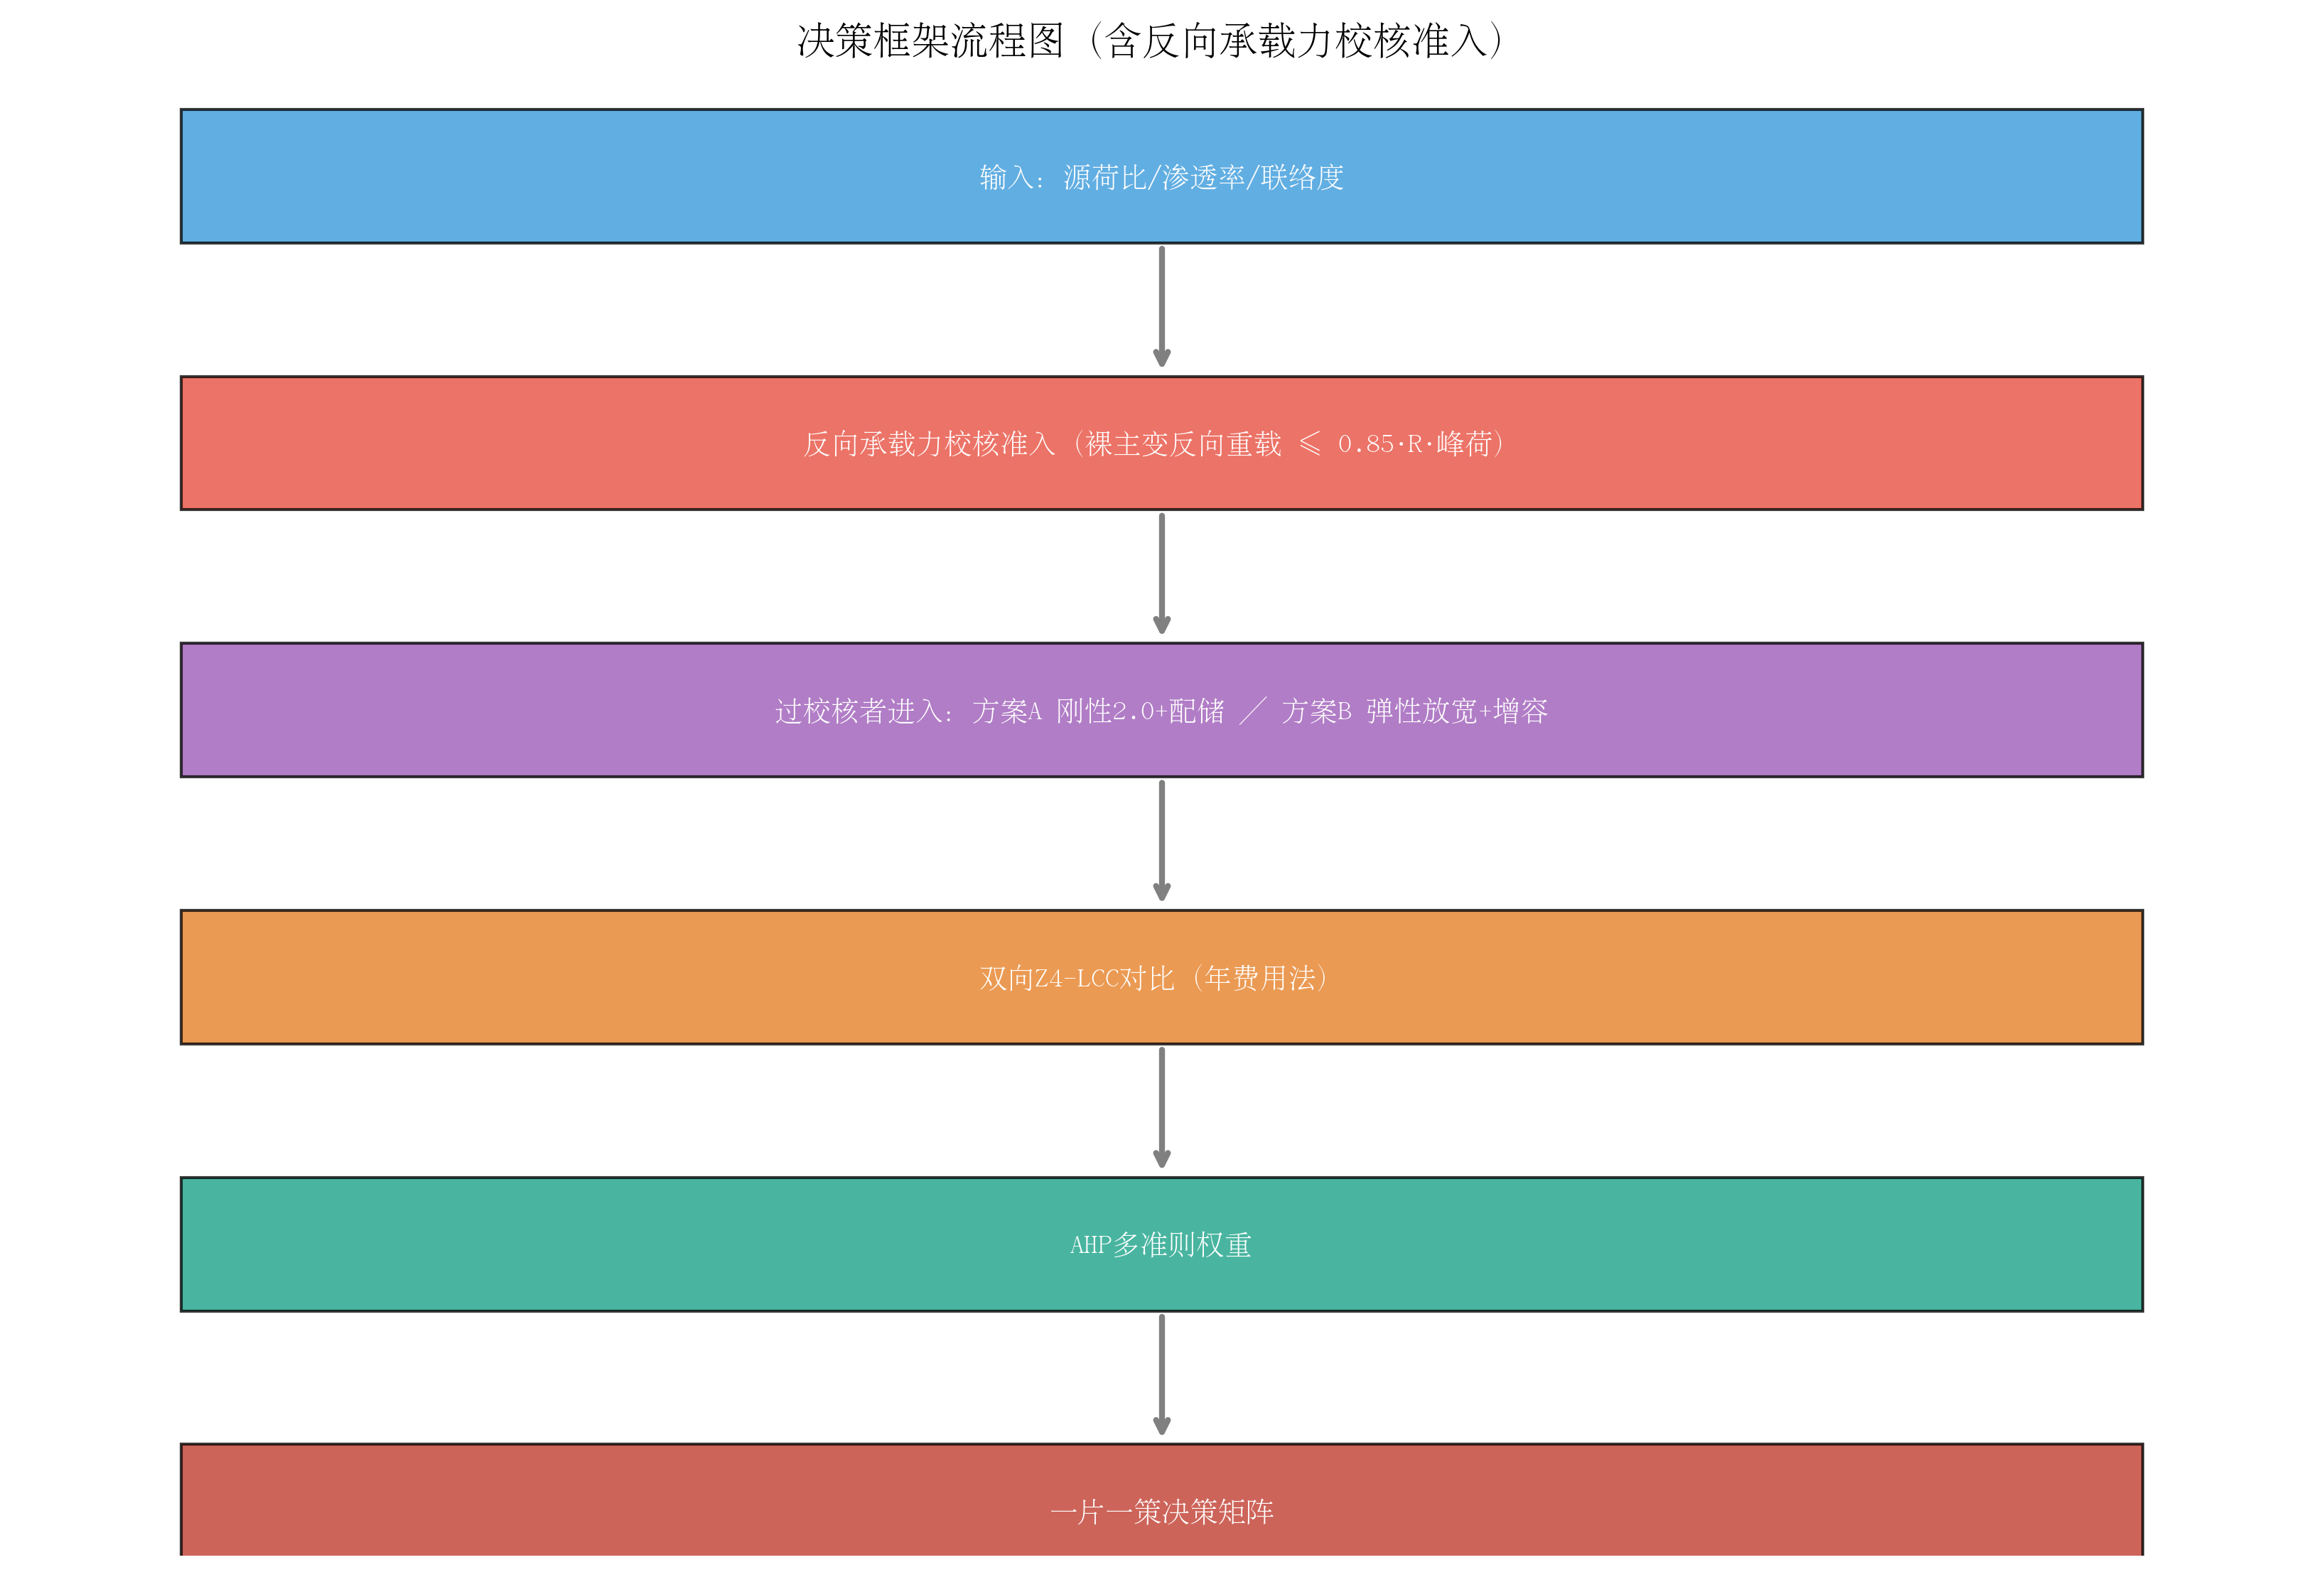 决策框架流程图（含反向承载力校核准入）
输入：源荷比/渗透率/联络度
反向承载力校核准入（裸主变反向重载 ≤ 0.85·R·峰荷）
过校核者进入：方案A 刚性2.0+配储 ／ 方案B 弹性放宽+增容
双向Z4-LCC对比（年费用法）
AHP多准则权重
一片一策决策矩阵